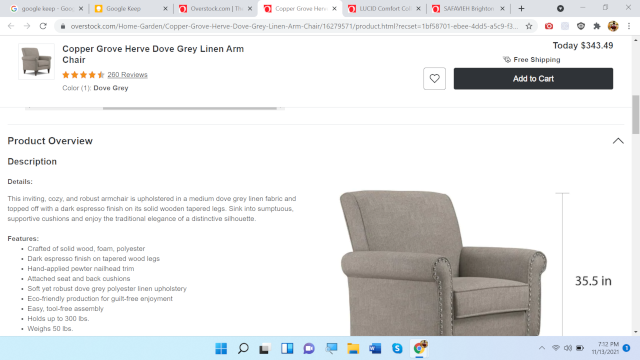 google keep - Goo
Google Keep
Overstock.com | Th
Copper Grove Herv
LUCID Comfort Col
SAFAVIEH Brighton
overstock.com/Home-Garden/Copper-Grove-Herve-Dove-Grey-Linen-Arm-Chair/16279571/product.html?recset=1bf58701-ebee-4dd5-a5c9-f3...
Copper Grove Herve Dove Grey Linen Arm
Chair
260 Reviews
Color (1): Dove Grey
Today $343.49
Free Shipping
Add to Cart
Product Overview
Description
Details:
This inviting, cozy, and robust armchair is upholstered in a medium dove grey linen fabric and
topped off with a dark espresso finish on its solid wooden tapered legs. Sink into sumptuous,
supportive cushions and enjoy the traditional elegance of a distinctive silhouette.
Features:
• Crafted of solid wood, foam, polyester
• Dark espresso finish on tapered wood legs
• Hand-applied pewter nailhead trim
• Attached seat and back cushions
• Soft yet robust dove grey polyester linen upholstery
• Eco-friendly production for guilt-free enjoyment
• Easy, tool-free assembly
• Holds up to 300 lbs.
• Weighs 50 lbs.
35.5 in
7:12 PM
11/13/2021